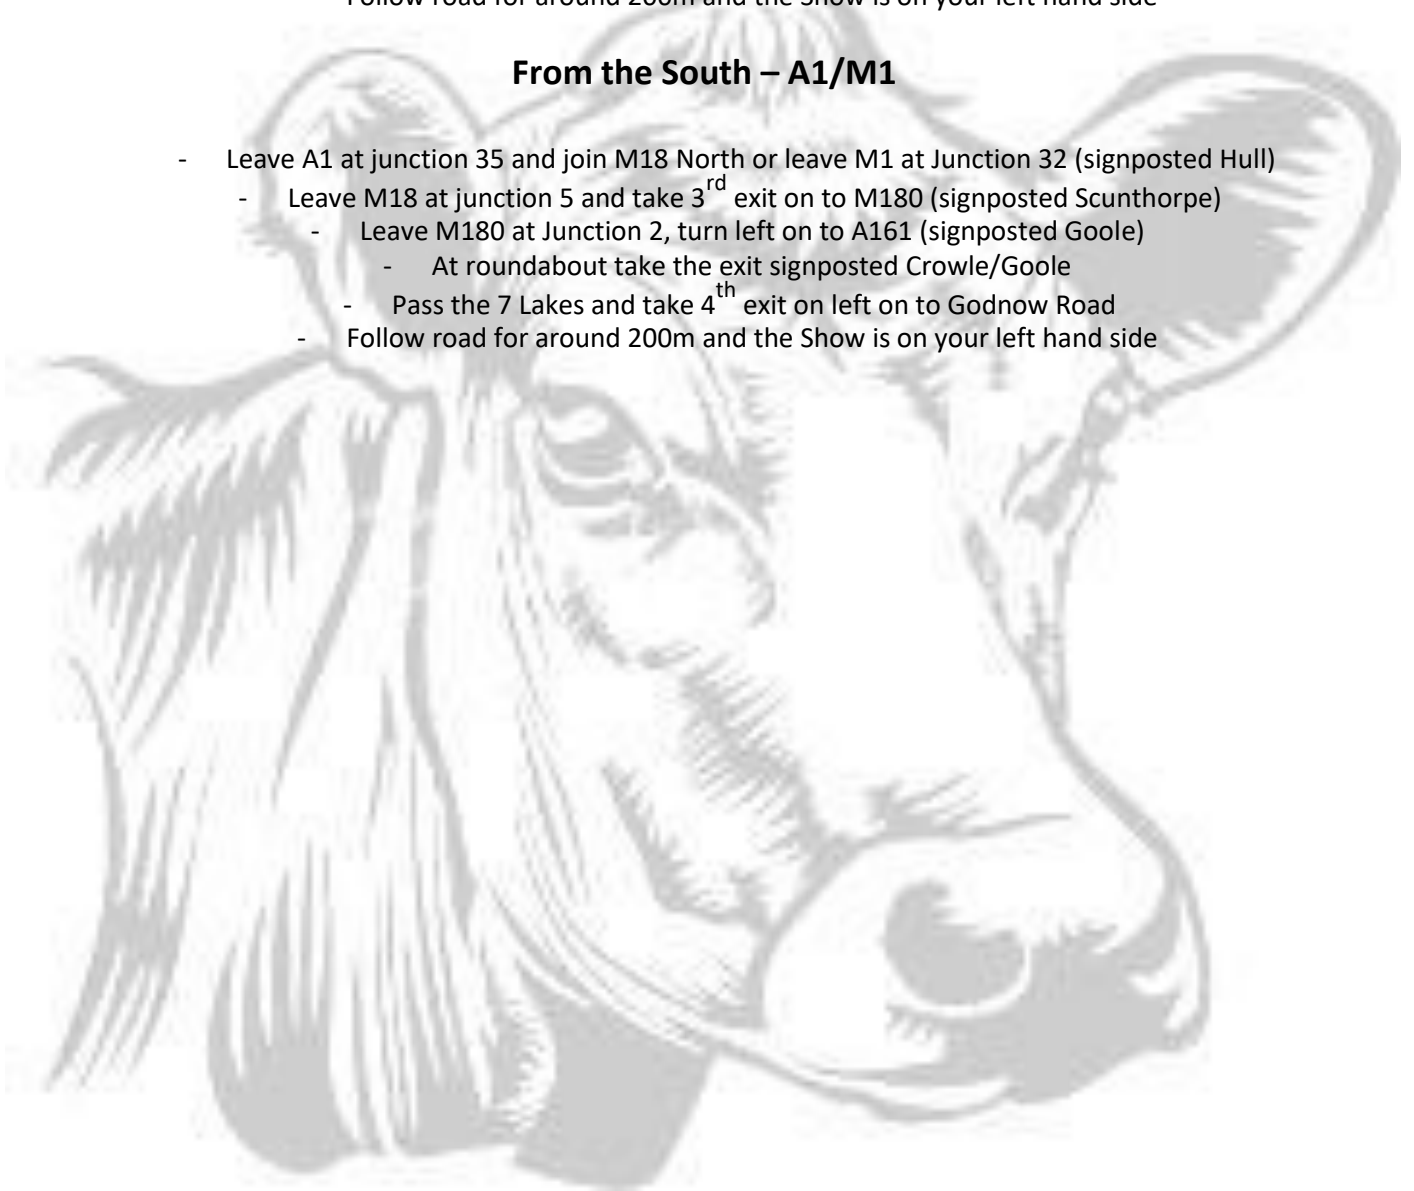 Follow road for around 200m and the Show is on your left hand side
From the South – A1/M1
- Leave A1 at junction 35 and join M18 North or leave M1 at Junction 32 (signposted Hull)
- Leave M18 at junction 5 and take 3rd exit on to M180 (signposted Scunthorpe)
- Leave M180 at Junction 2, turn left on to A161 (signposted Goole)
- At roundabout take the exit signposted Crowle/Goole
- Pass the 7 Lakes and take 4th exit on left on to Godnow Road
- Follow road for around 200m and the Show is on your left hand side